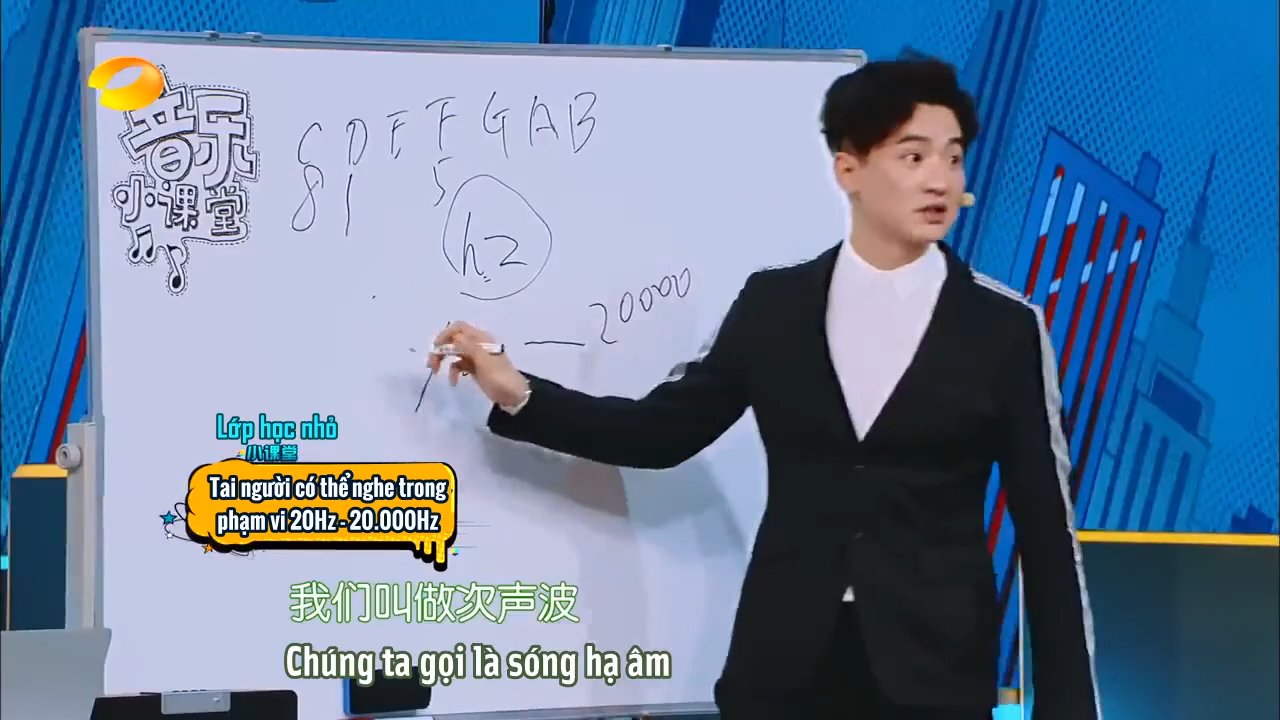 音乐
小课堂
C D E F G A B
81 5
hz
20000
Lớp học nhỏ
小课堂
Tai người có thể nghe trong
phạm vi 20Hz - 20.000Hz
我们叫做次声波
Chúng ta gọi là sóng hạ âm